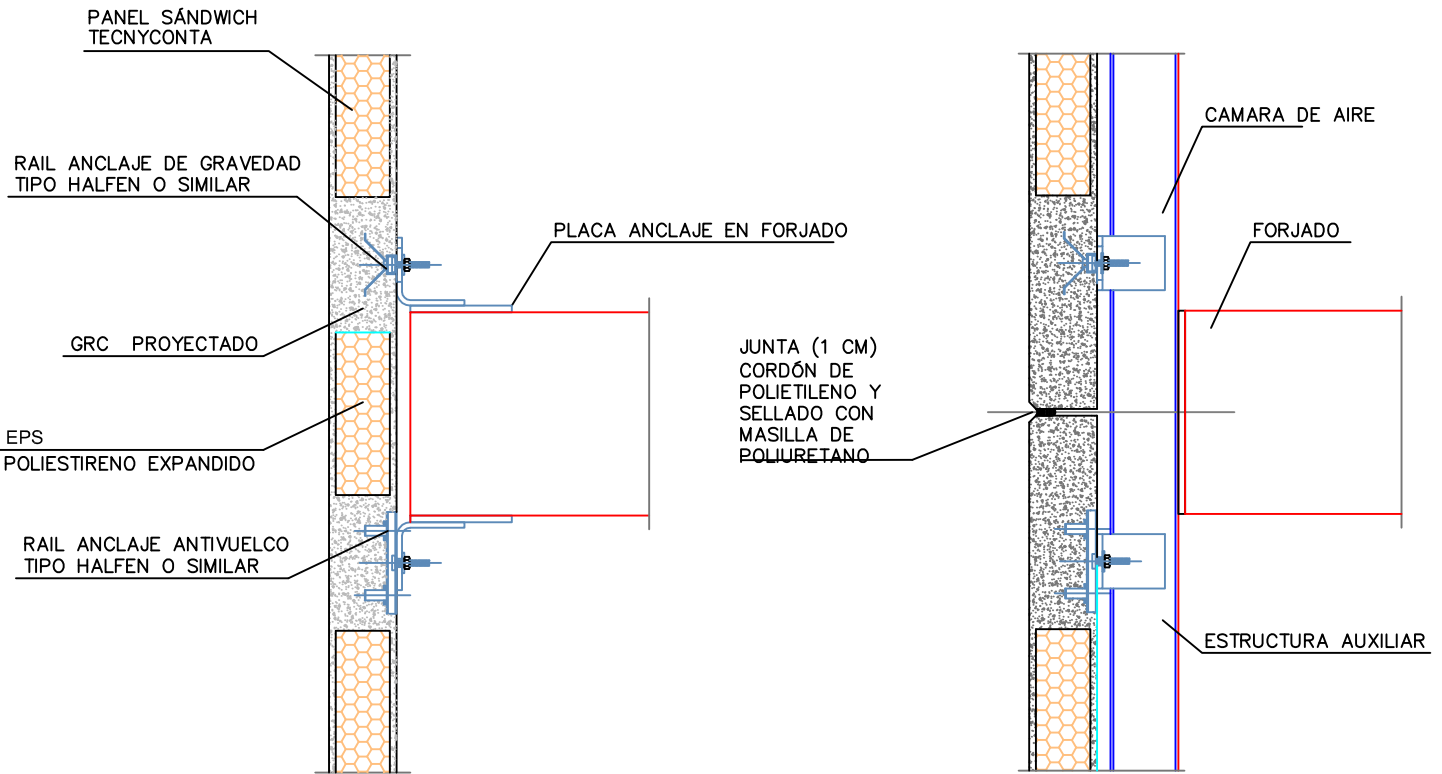 PANEL SÁNDWICH
TECNYCONTA
RAIL ANCLAJE DE GRAVEDAD
TIPO HALFEN O SIMILAR
PLACA ANCLAJE EN FORJADO
GRC PROYECTADO
EPS
POLIESTIRENO EXPANDIDO
RAIL ANCLAJE ANTIVUELCO
TIPO HALFEN O SIMILAR
CAMARA DE AIRE
FORJADO
JUNTA (1 CM)
CORDÓN DE
POLIETILENO Y
SELLADO CON
MASILLA DE
POLIURETANO
ESTRUCTURA AUXILIAR